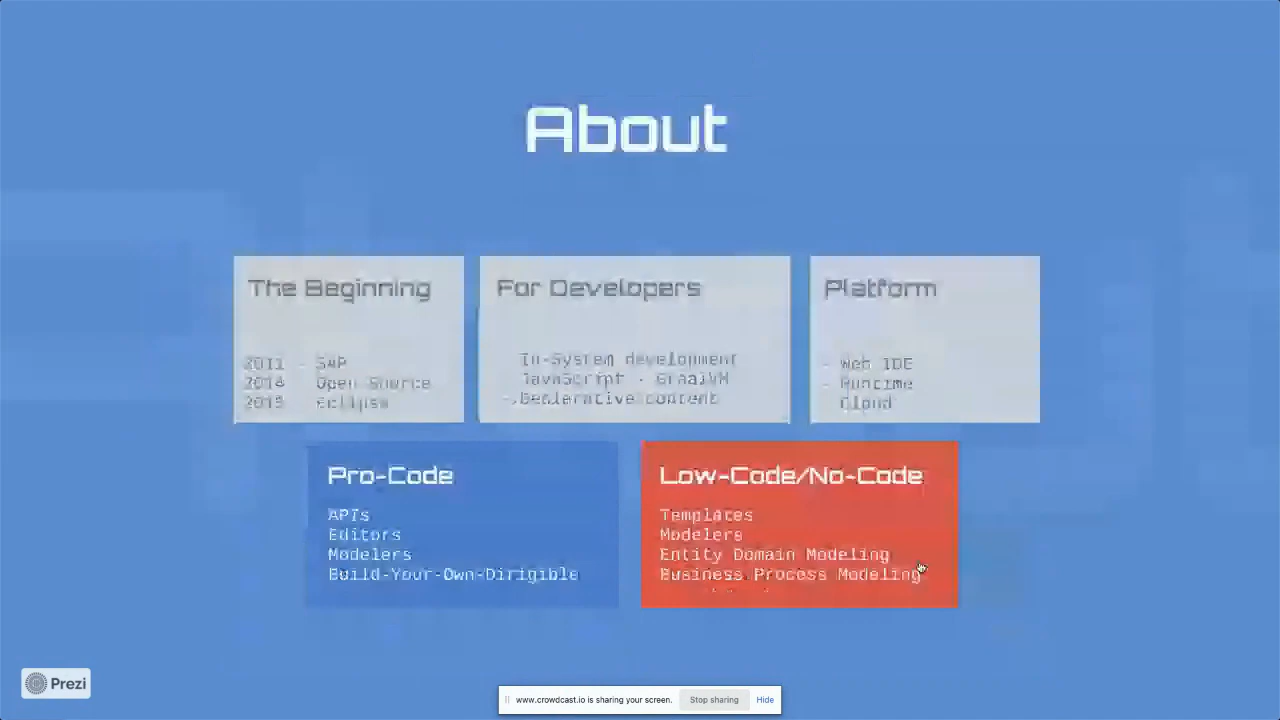 About
The Beginning
2011 - SAP
2014 - Open Source
2015 - Eclipse
For Developers
In-System development
JavaScript - GraalVM
- Declarative content
Platform
- Web IDE
- Runtime
Cloud
Pro-Code
APIs
Editors
Modelers
Build-Your-Own-Dirigible
Low-Code/No-Code
Templates
Modelers
Entity Domain Modeling
Business Process Modeling
Prezi
www.crowdcast.io is sharing your screen.
Stop sharing
Hide